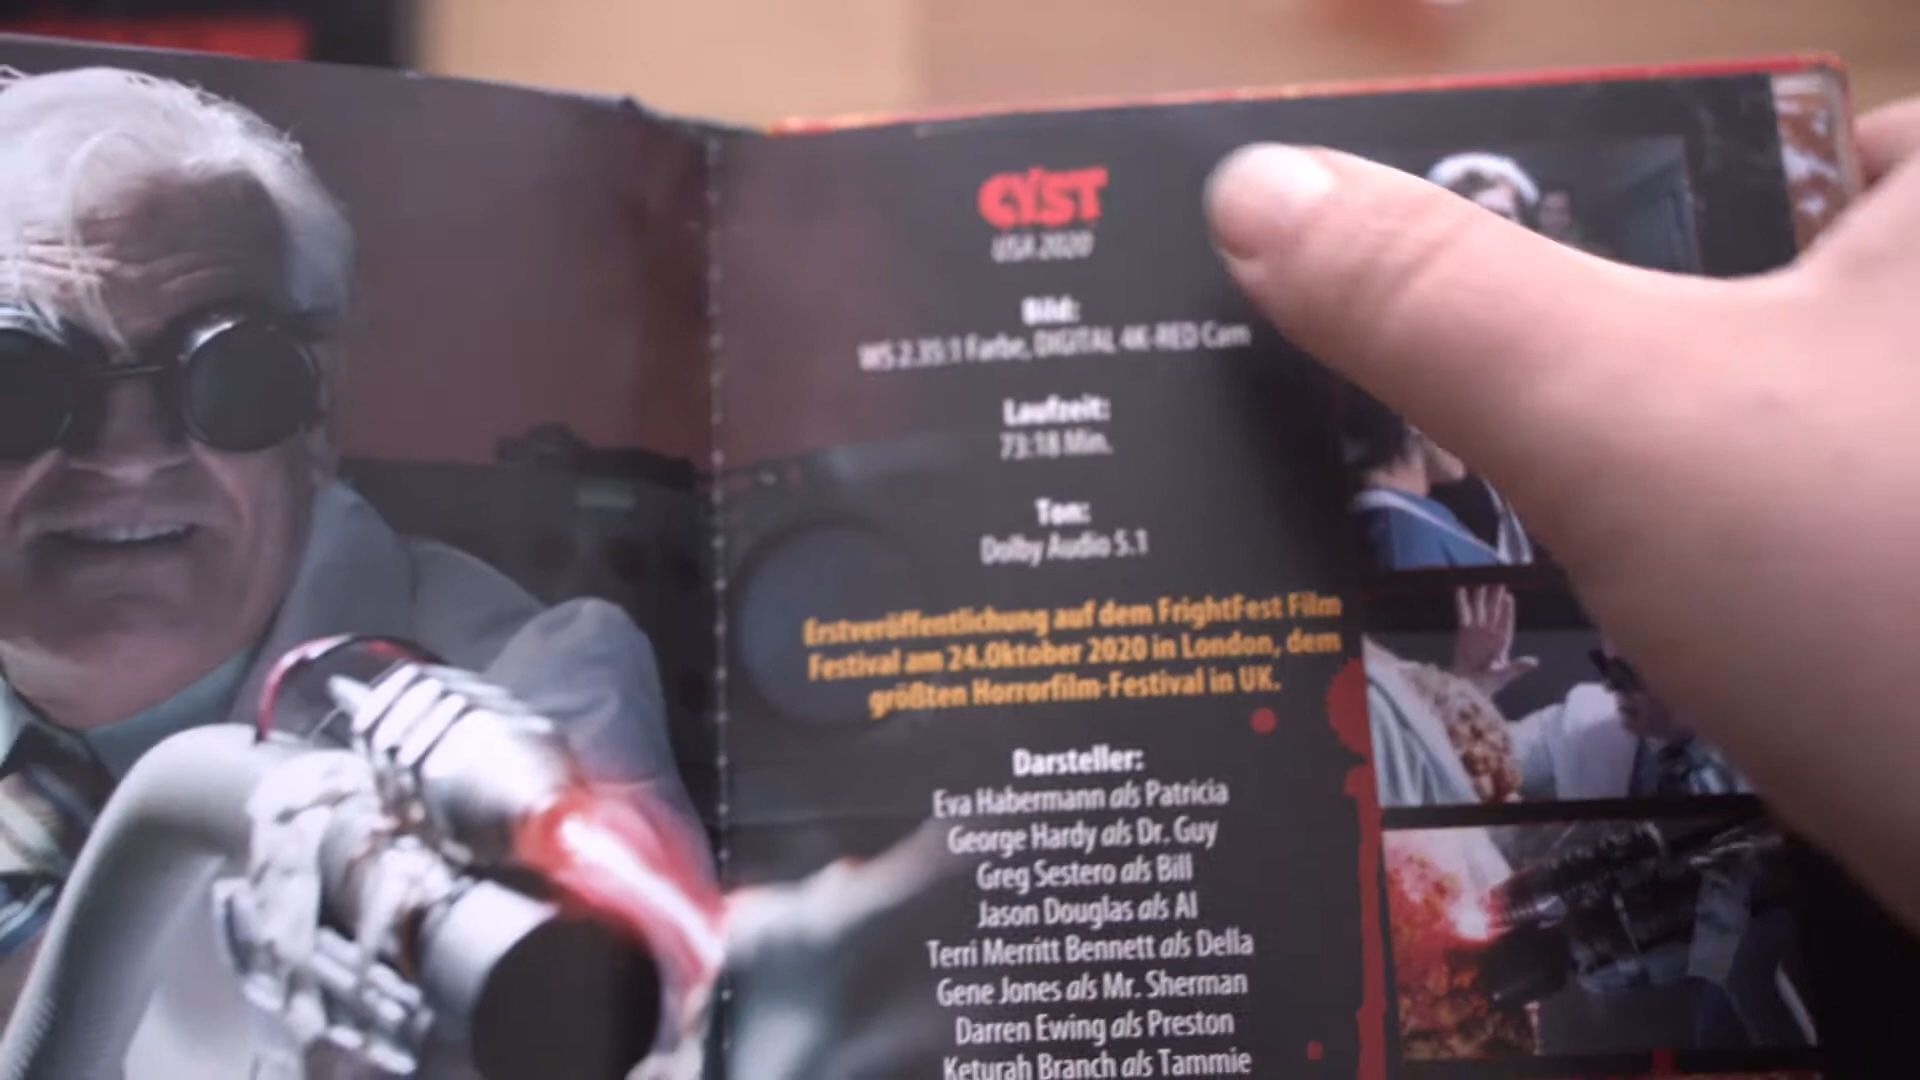 CYST
USA 2020
Bild:
WS 2.35:1 Farbe, DIGITAL 4K-RED Cam
Laufzeit:
73:18 Min.
Ton:
Dolby Audio 5.1
Erstveröffentlichung auf dem FrightFest Film
Festival am 24.Oktober 2020 in London, dem
größten Horrorfilm-Festival in UK.
Darsteller:
Eva Habermann als Patricia
George Hardy als Dr. Guy
Greg Sestero als Bill
Jason Douglas als Al
Terri Merritt Bennett als Della
Gene Jones als Mr. Sherman
Darren Ewing als Preston
Keturah Branch als Tammie